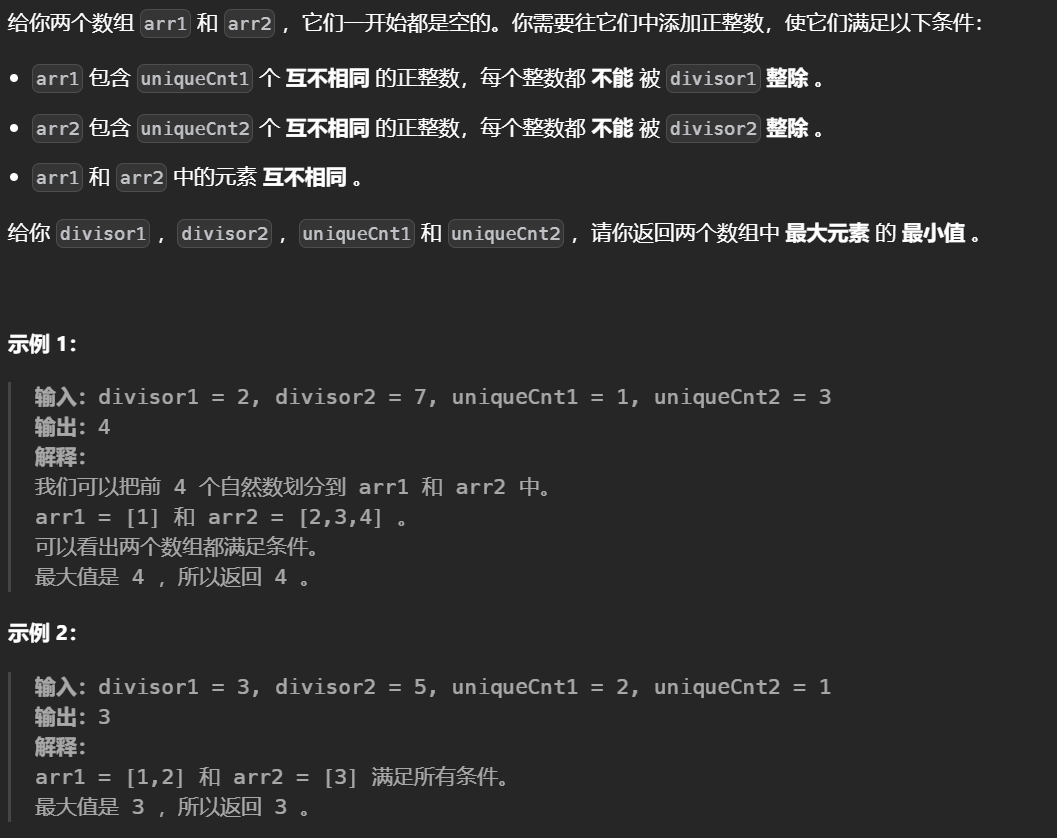 给你两个数组 arr1 和 arr2 ，它们一开始都是空的。你需要往它们中添加正整数，使它们满足以下条件：
• arr1 包含 uniqueCnt1 个 互不相同 的正整数，每个整数都 不能 被 divisor1 整除 。
• arr2 包含 uniqueCnt2 个 互不相同 的正整数，每个整数都 不能 被 divisor2 整除 。
• arr1 和 arr2 中的元素 互不相同 。
给你 divisor1 ，divisor2 ，uniqueCnt1 和 uniqueCnt2 ，请你返回两个数组中 最大元素 的 最小值 。
示例 1：
输入：divisor1 = 2, divisor2 = 7, uniqueCnt1 = 1, uniqueCnt2 = 3
输出：4
解释：
我们可以把前 4 个自然数划分到 arr1 和 arr2 中。
arr1 = [1] 和 arr2 = [2,3,4] 。
可以看出两个数组都满足条件。
最大值是 4 ，所以返回 4 。
示例 2：
输入：divisor1 = 3, divisor2 = 5, uniqueCnt1 = 2, uniqueCnt2 = 1
输出：3
解释：
arr1 = [1,2] 和 arr2 = [3] 满足所有条件。
最大值是 3 ，所以返回 3 。